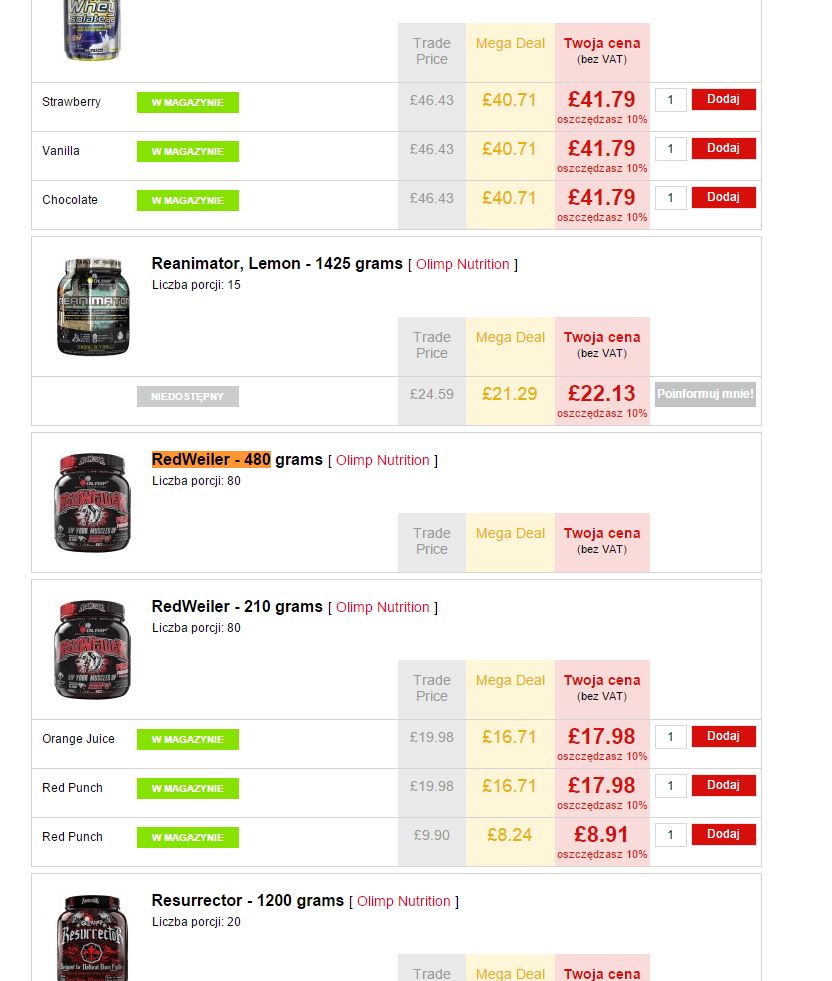 Whey
Isolate
Trade Price
Mega Deal
Twoja cena
(bez VAT)
Strawberry W MAGAZYNIE £46.43 £40.71 £41.79 1 Dodaj
oszczędzasz 10%
Vanilla W MAGAZYNIE £46.43 £40.71 £41.79 1 Dodaj
oszczędzasz 10%
Chocolate W MAGAZYNIE £46.43 £40.71 £41.79 1 Dodaj
oszczędzasz 10%
Reanimator, Lemon - 1425 grams [ Olimp Nutrition ]
Liczba porcji: 15
Trade Price
Mega Deal
Twoja cena
(bez VAT)
NIEDOSTĘPNY £24.59 £21.29 £22.13 Poinformuj mnie!
oszczędzasz 10%
RedWeiler - 480 grams [ Olimp Nutrition ]
Liczba porcji: 80
Trade Price
Mega Deal
Twoja cena
(bez VAT)
RedWeiler - 210 grams [ Olimp Nutrition ]
Liczba porcji: 80
Trade Price
Mega Deal
Twoja cena
(bez VAT)
Orange Juice W MAGAZYNIE £19.98 £16.71 £17.98 1 Dodaj
oszczędzasz 10%
Red Punch W MAGAZYNIE £19.98 £16.71 £17.98 1 Dodaj
oszczędzasz 10%
Red Punch W MAGAZYNIE £9.90 £8.24 £8.91 1 Dodaj
oszczędzasz 10%
Resurrector - 1200 grams [ Olimp Nutrition ]
Liczba porcji: 20
Resurrector
Trade
Mega Deal
Twoja cena